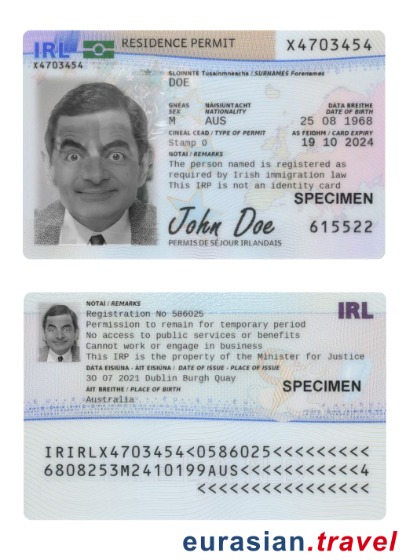 IRL
RESIDENCE PERMIT
X4703454
X4703454
SLOINNTE Túsainmneacha / SURNAMES Forenames
DOE
GNÉAS NÁISIÚNTACHT DATA BREITHE
SEX NATIONALITY DATE OF BIRTH
M AUS 25 08 1968
CINEÁL CEAD / TYPE OF PERMIT AS FEIDHM / CARD EXPIRY
Stamp 0 19 10 2024
NOTAÍ / REMARKS
The person named is registered as
required by Irish immigration law
This IRP is not an identity card
SPECIMEN
John Doe
615522
PERMIS DE SÉJOUR IRLANDAIS
NOTAÍ / REMARKS
IRL
Registration No 586025
Permission to remain for temporary period
No access to public services or benefits
Cannot work or engage in business
This IRP is the property of the Minister for Justice
DATA EISIÚNA - ÁIT EISIÚNA / DATE OF ISSUE - PLACE OF ISSUE
30 07 2021 Dublin Burgh Quay
SPECIMEN
ÁIT BREITHE / PLACE OF BIRTH
Australia
IRIRLX4703454<0586025<<<<<<<<<
6808253M2410199AUS<<<<<<<<<<<4
<<<<<<<<<<<<<<<
eurasian.travel